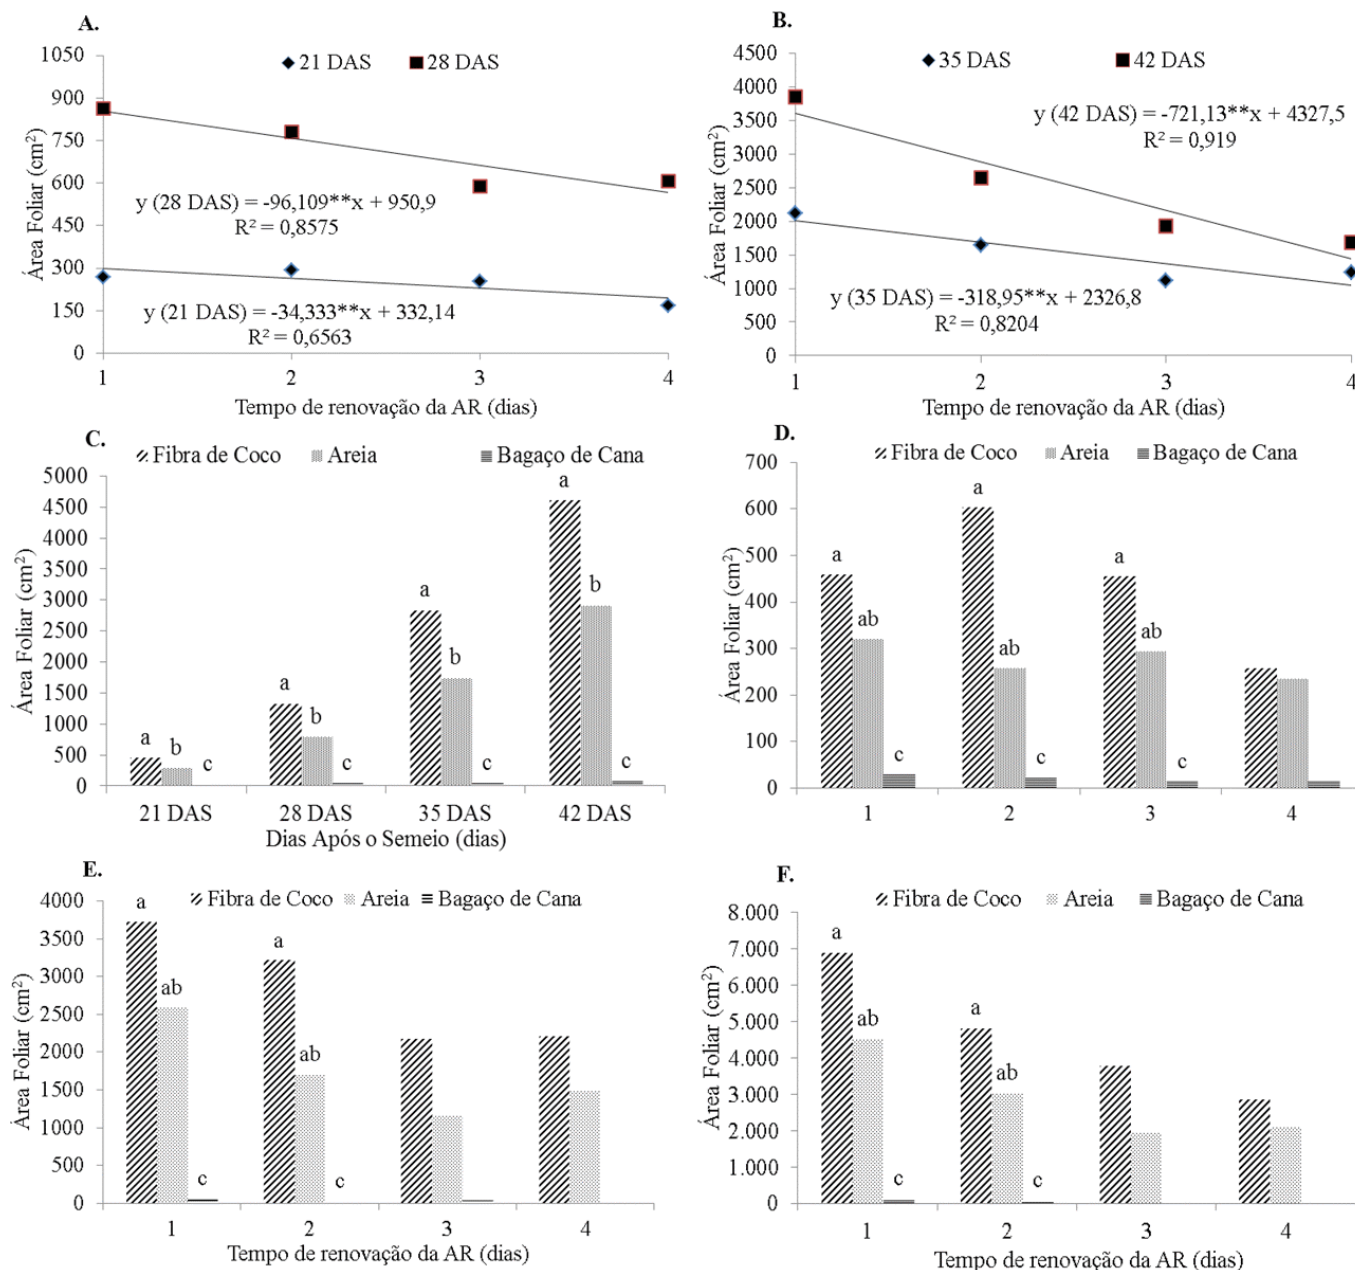 A.
21 DAS 28 DAS
1050
900
750
600
450
300
150
0
Área Foliar (cm²)
y (28 DAS) = -96,109**x + 950,9
R² = 0,8575
y (21 DAS) = -34,333**x + 332,14
R² = 0,6563
1 2 3 4
Tempo de renovação da AR (dias)
B.
35 DAS 42 DAS
4500
4000
3500
3000
2500
2000
1500
1000
500
0
Área Foliar (cm²)
y (42 DAS) = -721,13**x + 4327,5
R² = 0,919
y (35 DAS) = -318,95**x + 2326,8
R² = 0,8204
1 2 3 4
Tempo de renovação da AR (dias)
C.
Fibra de Coco Areia Bagaço de Cana
5000
4500
4000
3500
3000
2500
2000
1500
1000
500
0
Área Foliar (cm²)
a b c a b c a b c a b c
21 DAS 28 DAS 35 DAS 42 DAS
Dias Após o Semeio (dias)
D.
Fibra de Coco Areia Bagaço de Cana
700
600
500
400
300
200
100
0
Área Foliar (cm²)
a ab c a ab c a ab c
1 2 3 4
E.
Fibra de Coco Areia Bagaço de Cana
4000
3500
3000
2500
2000
1500
1000
500
0
Área Foliar (cm²)
a ab c a ab c
1 2 3 4
Tempo de renovação da AR (dias)
F.
Fibra de Coco Areia Bagaço de Cana
8.000
7.000
6.000
5.000
4.000
3.000
2.000
1.000
0
Área Foliar (cm²)
a ab c a ab c
1 2 3 4
Tempo de renovação da AR (dias)